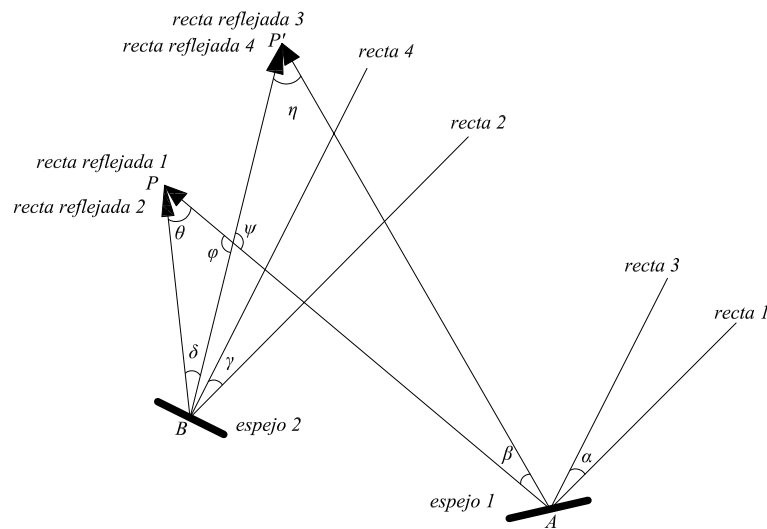 recta reflejada 3
recta reflejada 4
P'
recta 4
η
recta 2
recta reflejada 1
P
recta reflejada 2
θ
ψ
φ
recta 3
recta 1
δ
γ
B
espejo 2
β
α
espejo 1
A